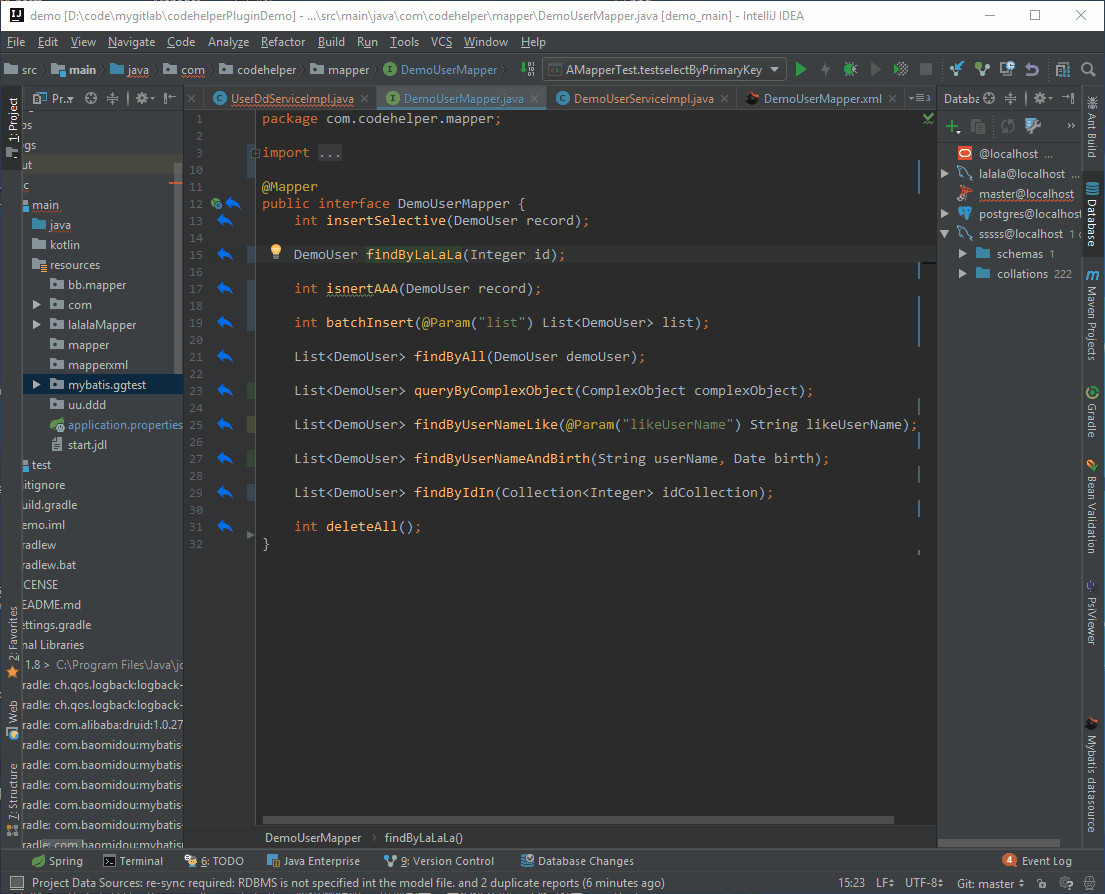 demo [D:\code\mygitlab\codehelperPluginDemo] - ...\src\main\java\com\codehelper\mapper\DemoUserMapper.java [demo_main] - IntelliJ IDEA
File Edit View Navigate Code Analyze Refactor Build Run Tools VCS Window Help
src main java com codehelper mapper DemoUserMapper AMapperTest.testselectByPrimaryKey
Pr... UserDdServiceImpl.java DemoUserMapper.java DemoUserServiceImpl.java DemoUserMapper.xml 3 Databa
1: Project
2: Favorites
Web
7: Structure
gs
ut
main
java
kotlin
resources
bb.mapper
com
lalalaMapper
mapper
mapperxml
mybatis.ggtest
uu.ddd
application.properties
start.jdl
test
itignore
uild.gradle
emo.iml
radlew
radlew.bat
CENSE
EADME.md
ettings.gradle
nal Libraries
1.8 > C:\Program Files\Java\jc
radle: ch.qos.logback:logback-
radle: ch.qos.logback:logback-
radle: com.alibaba:druid:1.0.27
radle: com.baomidou:mybatis-
radle: com.baomidou:mybatis-
radle: com.baomidou:mybatis-
radle: com.baomidou:mybatis-
radle: com.baomidou:mybatis-
radle: com.baomidou:mybatis-
1 package com.codehelper.mapper;
2
3 import ...
10
11 @Mapper
12 public interface DemoUserMapper {
13 int insertSelective(DemoUser record);
14
15 DemoUser findByLaLaLa(Integer id);
16
17 int isnertAAA(DemoUser record);
18
19 int batchInsert(@Param("list") List<DemoUser> list);
20
21 List<DemoUser> findByAll(DemoUser demoUser);
22
23 List<DemoUser> queryByComplexObject(ComplexObject complexObject);
24
25 List<DemoUser> findByUserNameLike(@Param("likeUserName") String likeUserName);
26
27 List<DemoUser> findByUserNameAndBirth(String userName, Date birth);
28
29 List<DemoUser> findByIdIn(Collection<Integer> idCollection);
30
31 int deleteAll();
32 }
@localhost ...
lalala@localhost ...
master@localhost
postgres@localhost
sssss@localhost 1
schemas 1
collations 222
Ant Build
Database
Maven Projects
Gradle
Bean Validation
PsiViewer
Mybatis datasource
DemoUserMapper findByLaLaLa()
Spring Terminal 6: TODO Java Enterprise 9: Version Control Database Changes 4 Event Log
Project Data Sources: re-sync required: RDBMS is not specified int the model file. and 2 duplicate reports (6 minutes ago) 15:23 LF UTF-8 Git: master